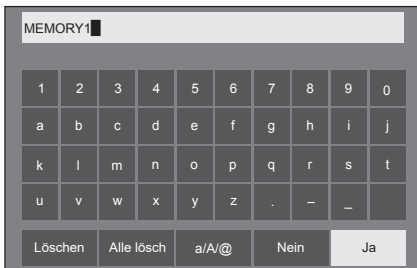 MEMORY1
1 2 3 4 5 6 7 8 9 0
a b c d e f g h i j
k l m n o p q r s t
u v w x y z . – _
Löschen Alle lösch a/A/@ Nein Ja